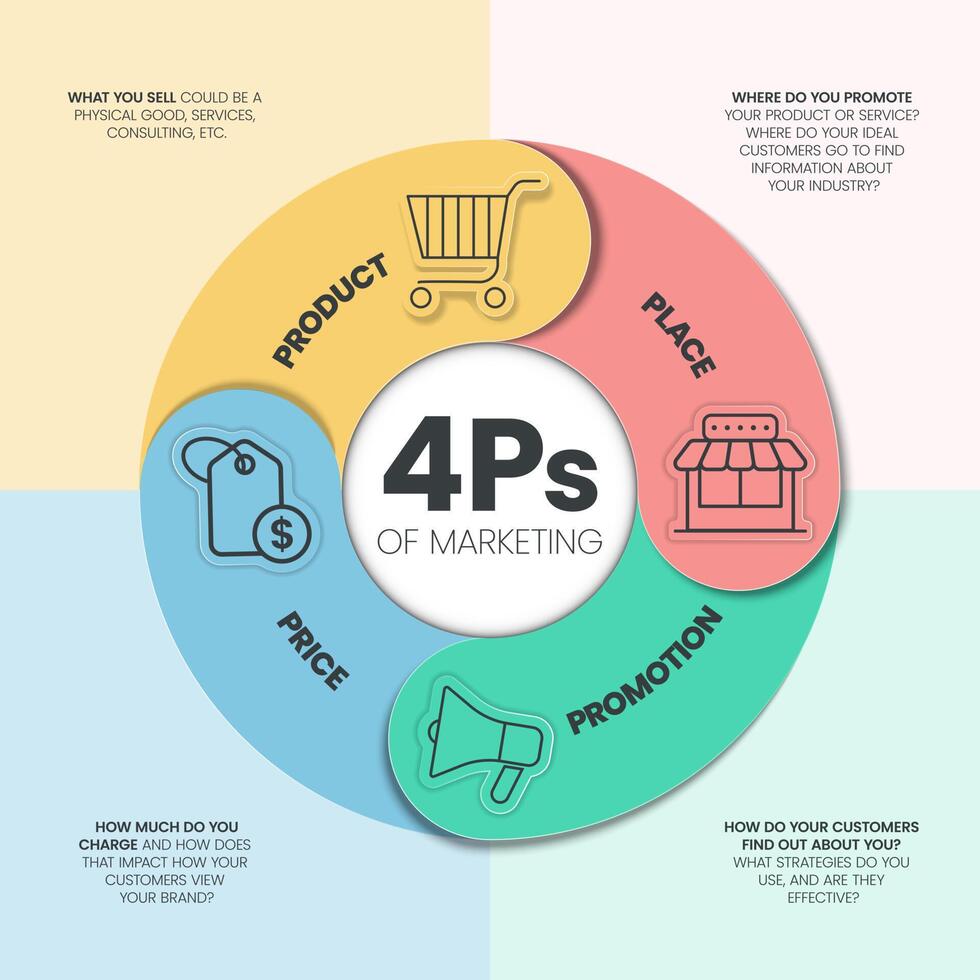 WHAT YOU SELL COULD BE A
PHYSICAL GOOD, SERVICES,
CONSULTING, ETC.
WHERE DO YOU PROMOTE
YOUR PRODUCT OR SERVICE?
WHERE DO YOUR IDEAL
CUSTOMERS GO TO FIND
INFORMATION ABOUT
YOUR INDUSTRY?
PRODUCT
PLACE
4Ps
OF MARKETING
$
PRICE
PROMOTION
HOW MUCH DO YOU
CHARGE AND HOW DOES
THAT IMPACT HOW YOUR
CUSTOMERS VIEW
YOUR BRAND?
HOW DO YOUR CUSTOMERS
FIND OUT ABOUT YOU?
WHAT STRATEGIES DO YOU
USE, AND ARE THEY
EFFECTIVE?